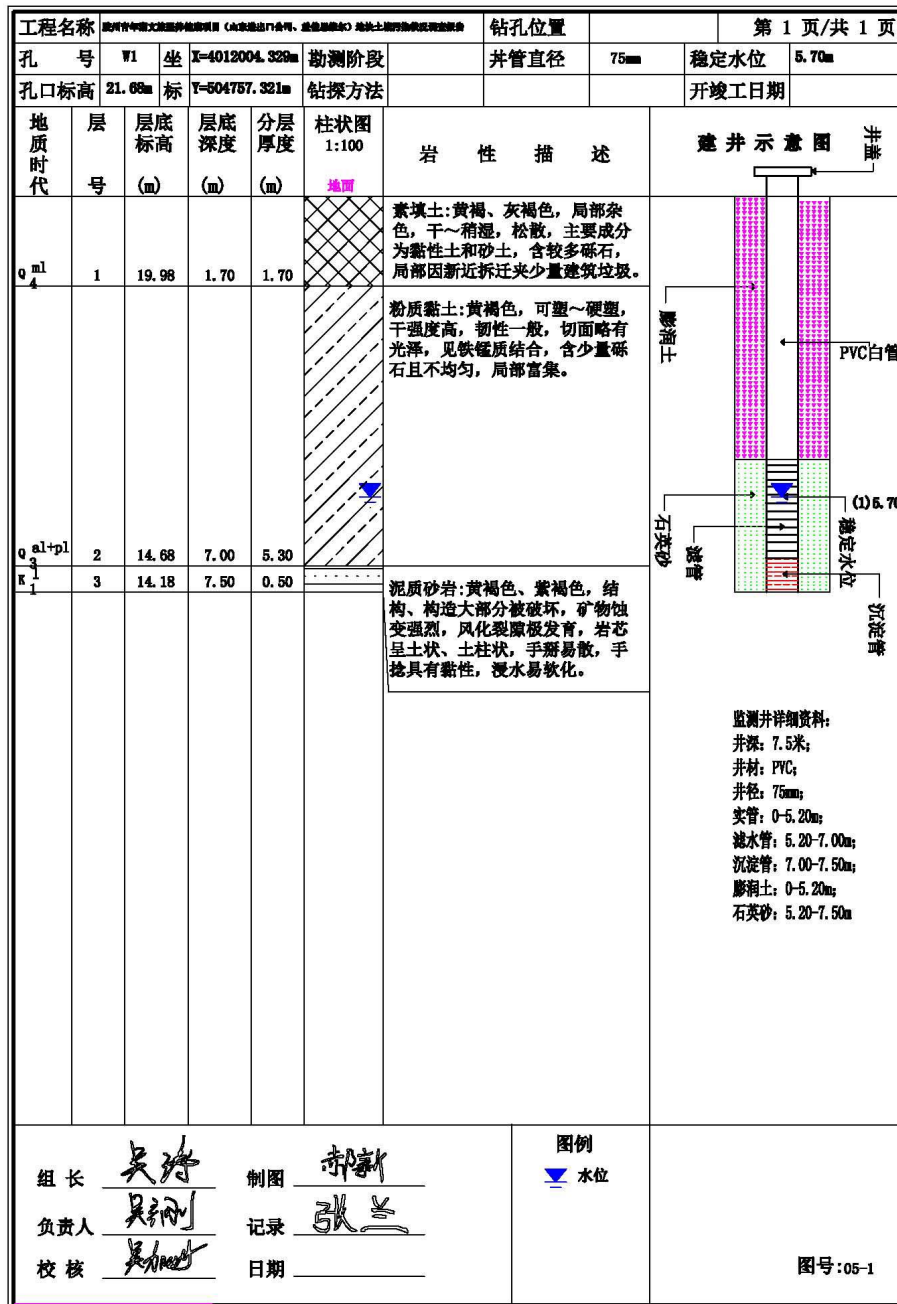 工程名称 钻孔位置 第 1 页/共 1 页
孔 号 W1 坐 X=4012004.329m 勘测阶段 井管直径 75mm 稳定水位 5.70m
孔口标高 21.68m 标 Y=504757.321m 钻探方法 开竣工日期
地质时代 层号 层底标高(m) 层底深度(m) 分层厚度(m) 柱状图 1:100 地面 岩 性 描 述 建 井 示 意 图
井盖
素填土:黄褐、灰褐色，局部杂
色，干～稍湿，松散，主要成分
为黏性土和砂土，含较多砾石，
局部因新近拆迁夹少量建筑垃圾。
Q4 ml 1 19.98 1.70 1.70
粉质黏土:黄褐色，可塑～硬塑，
干强度高，韧性一般，切面略有
光泽，见铁锰质结合，含少量砾
石且不均匀，局部富集。
Q3 al+pl 2 14.68 7.00 5.30
K1 3 14.18 7.50 0.50
泥质砂岩:黄褐色、紫褐色，结
构、构造大部分被破坏，矿物蚀
变强烈，风化裂隙极发育，岩芯
呈土状、土柱状，手掰易散，手
捻具有黏性，浸水易软化。
膨润土
PVC白管
(1)5.70
石英砂
滤管
稳定水位
沉淀管
监测井详细资料:
井深: 7.5米;
井材: PVC;
井径: 75mm;
实管: 0-5.20m;
滤水管: 5.20-7.00m;
沉淀管: 7.00-7.50m;
膨润土: 0-5.20m;
石英砂: 5.20-7.50m
组 长 制图 郝新
负责人 记录 张兰
校 核 日期
图例
水位
图号:05-1